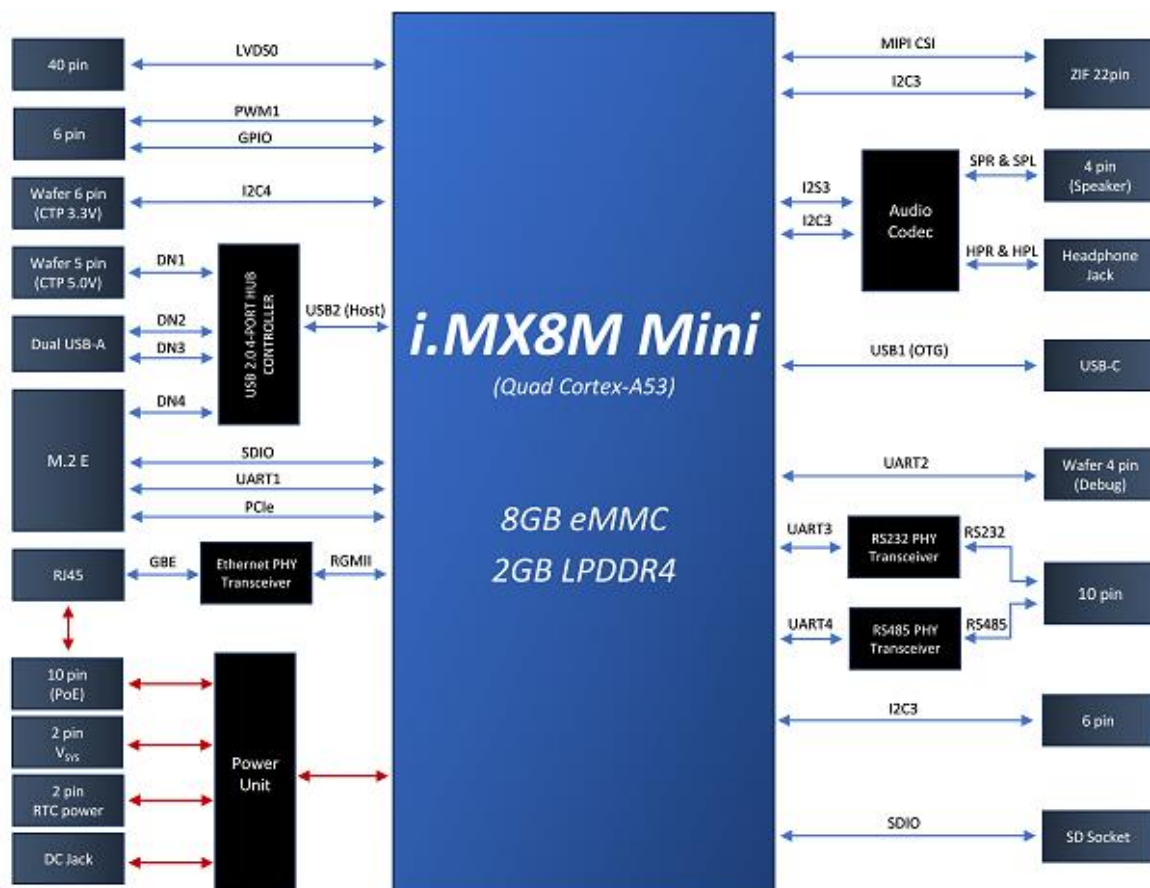 40 pin
LVDS0
6 pin
PWM1
GPIO
Wafer 6 pin
(CTP 3.3V)
I2C4
Wafer 5 pin
(CTP 5.0V)
DN1
Dual USB-A
DN2
DN3
M.2 E
DN4
USB 2.0 4-PORT HUB
CONTROLLER
USB2 (Host)
SDIO
UART1
PCIe
RJ45
GBE
Ethernet PHY
Transceiver
RGMII
10 pin
(PoE)
2 pin
VSYS
2 pin
RTC power
DC Jack
Power
Unit
i.MX8M Mini
(Quad Cortex-A53)
8GB eMMC
2GB LPDDR4
MIPI CSI
I2C3
ZIF 22pin
I2S3
I2C3
Audio
Codec
SPR & SPL
4 pin
(Speaker)
HPR & HPL
Headphone
Jack
USB1 (OTG)
USB-C
UART2
Wafer 4 pin
(Debug)
UART3
RS232 PHY
Transceiver
RS232
10 pin
UART4
RS485 PHY
Transceiver
RS485
I2C3
6 pin
SDIO
SD Socket